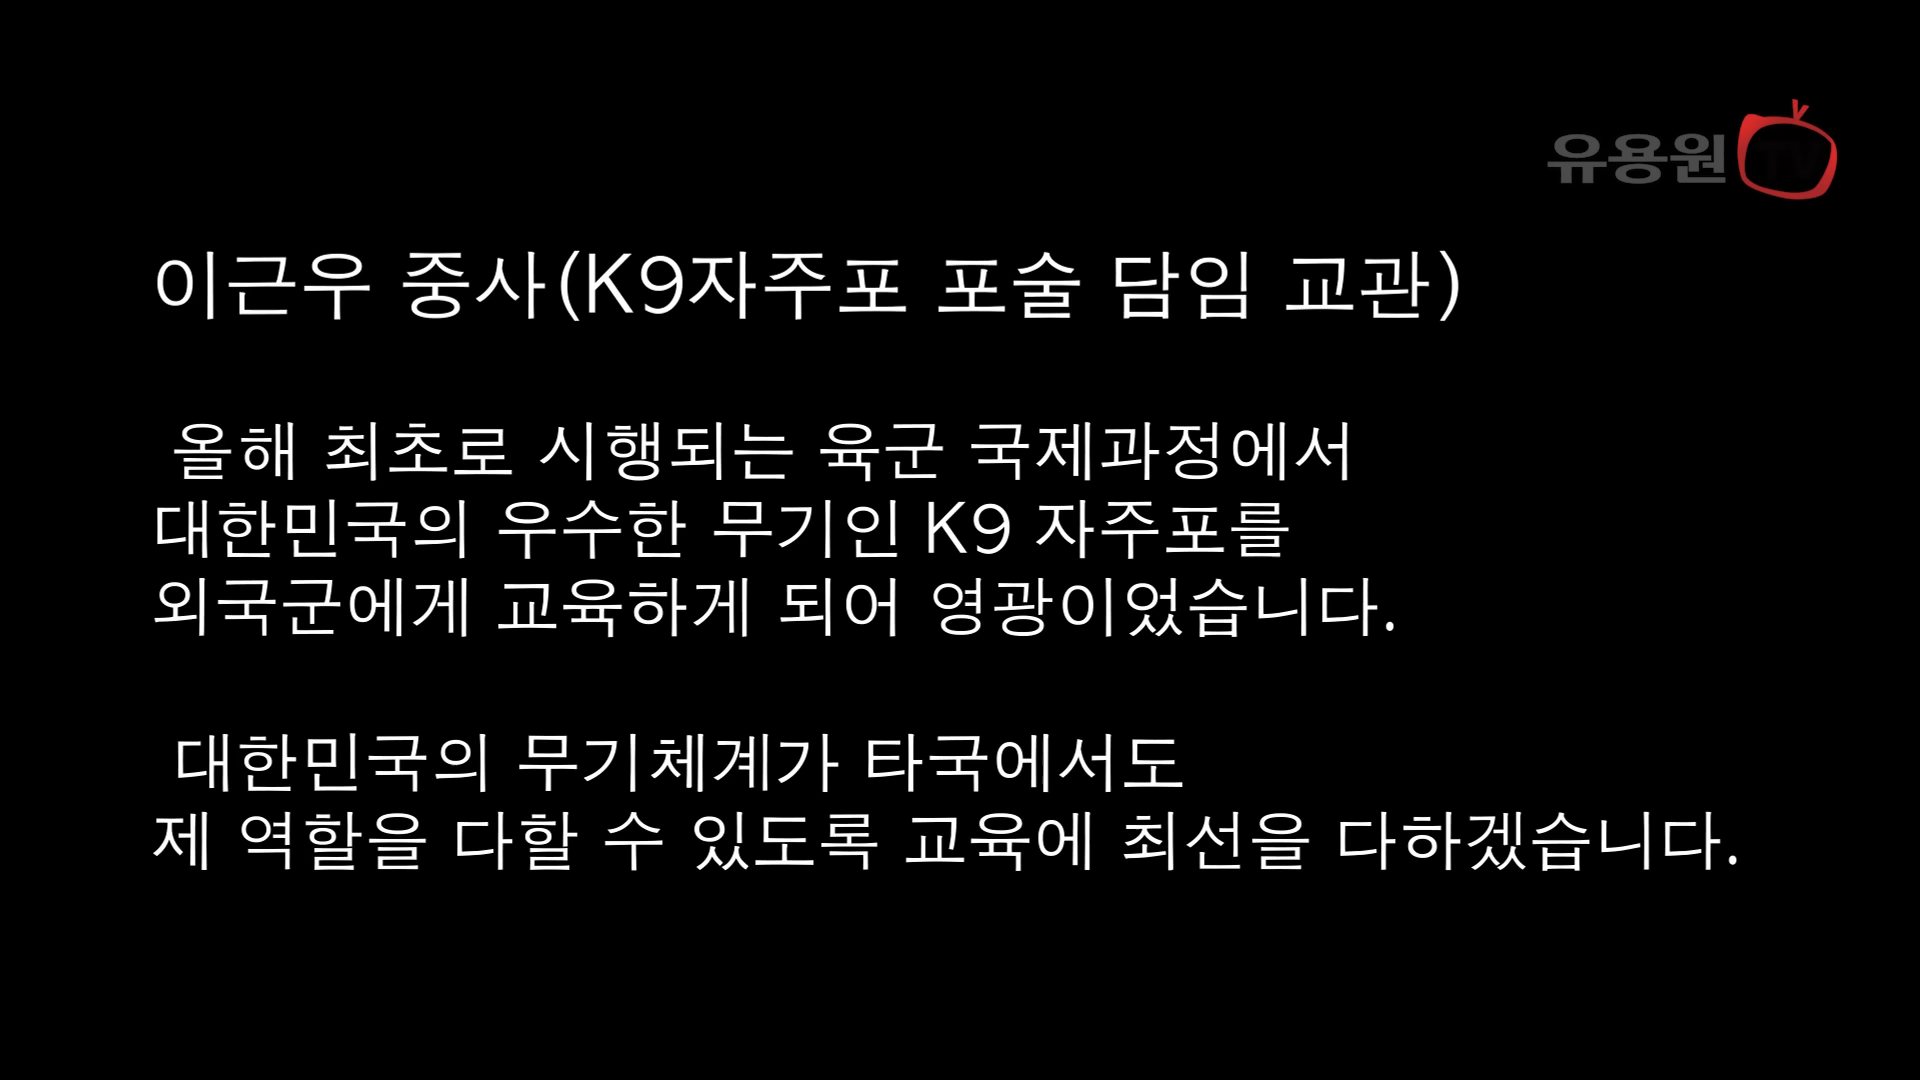 유용원 TV
이근우 중사(K9자주포 포술 담임 교관)
올해 최초로 시행되는 육군 국제과정에서
대한민국의 우수한 무기인 K9 자주포를
외국군에게 교육하게 되어 영광이었습니다.
대한민국의 무기체계가 타국에서도
제 역할을 다할 수 있도록 교육에 최선을 다하겠습니다.